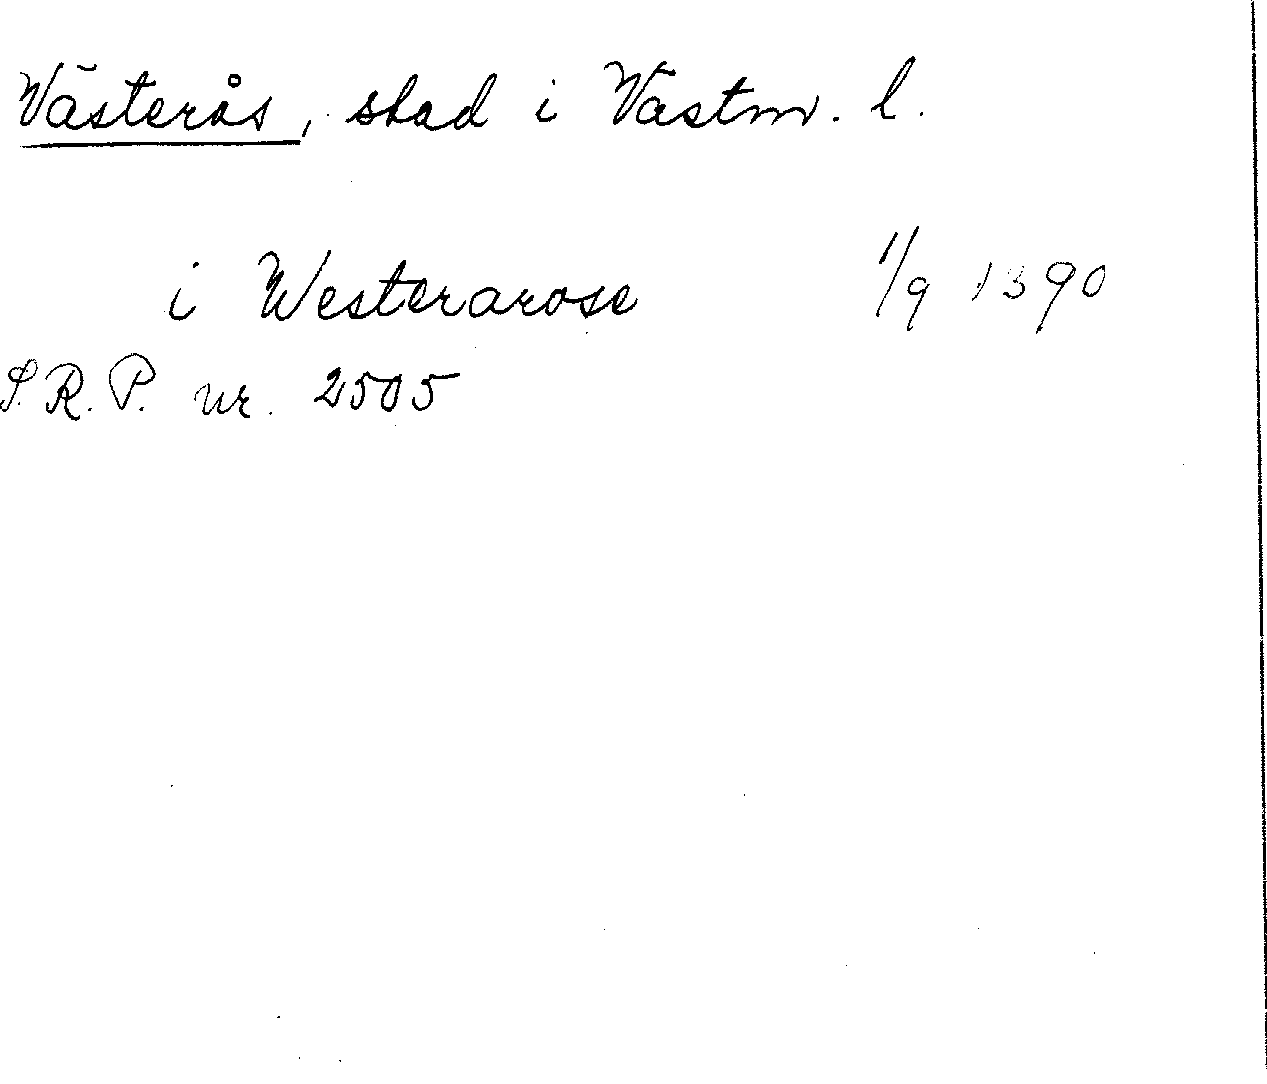 Västerås, stad i Västm. l.
i Westerarose 1/9 1390
S.R.P. nr. 2505